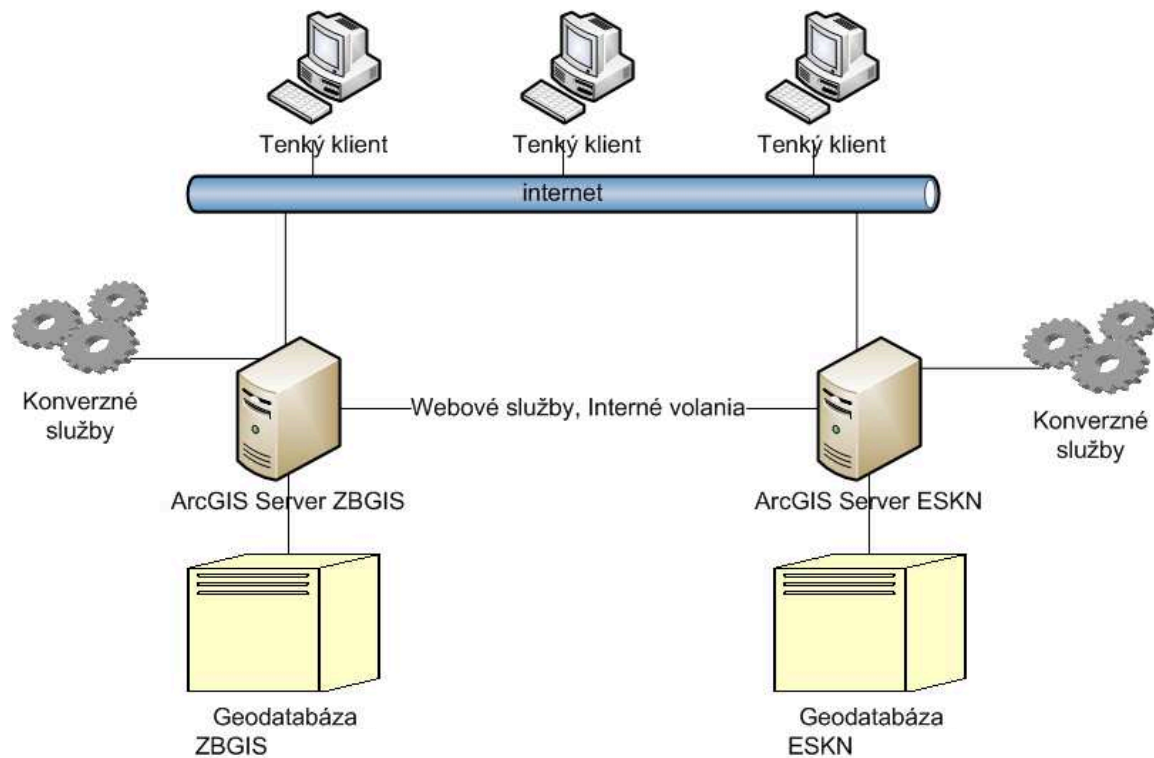 Tenký klient
Tenký klient
Tenký klient
internet
Konverzné
služby
Webové služby, Interné volania
Konverzné
služby
ArcGIS Server ZBGIS
ArcGIS Server ESKN
Geodatabáza
ZBGIS
Geodatabáza
ESKN